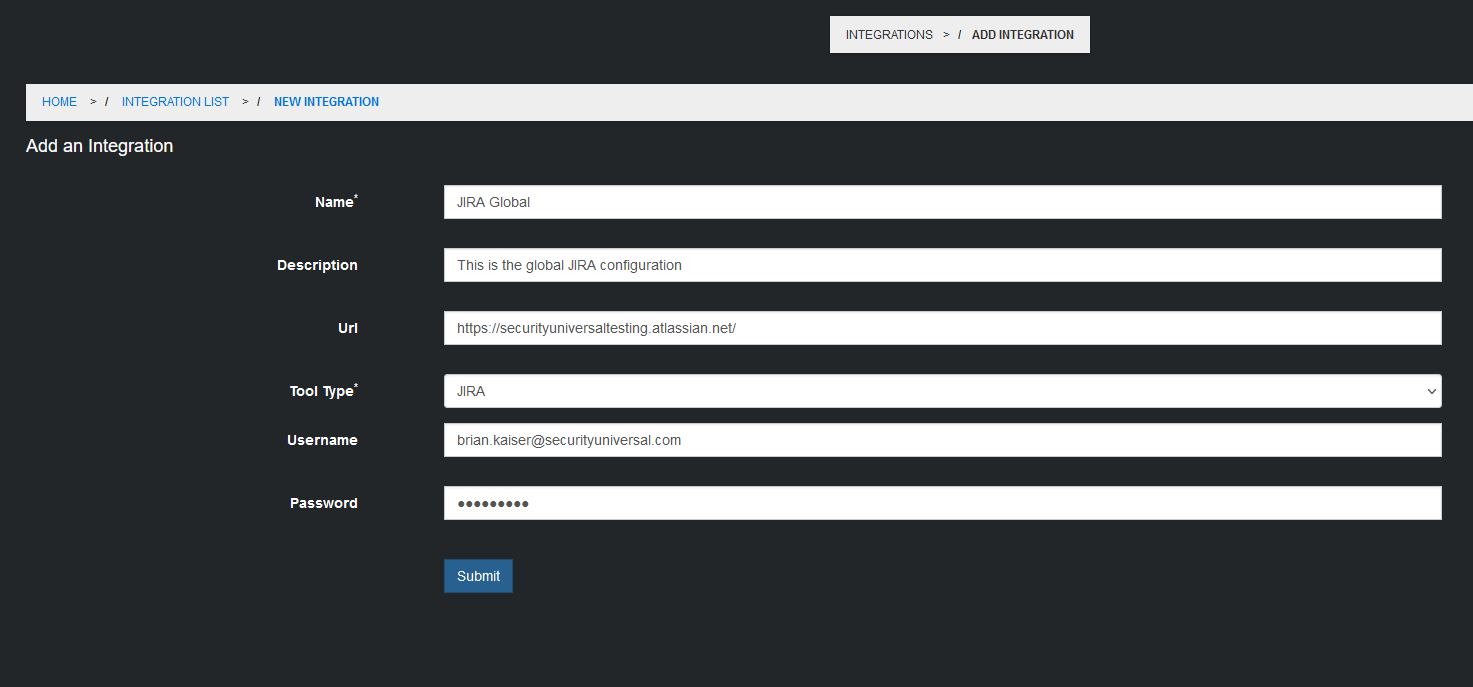 INTEGRATIONS > / ADD INTEGRATION
HOME > / INTEGRATION LIST > / NEW INTEGRATION
Add an Integration
Name* JIRA Global
Description This is the global JIRA configuration
Url https://securityuniversaltesting.atlassian.net/
Tool Type* JIRA
Username brian.kaiser@securityuniversal.com
Password •••••••••
Submit